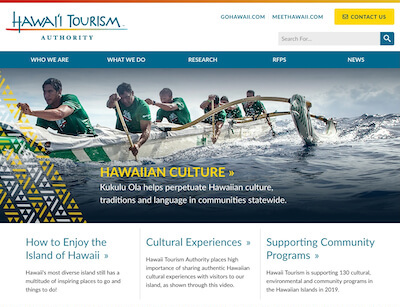 HAWAI'I TOURISM
AUTHORITY
GOHAWAII.COM MEETHAWAII.COM CONTACT US
Search For...
WHO WE ARE WHAT WE DO RESEARCH RFPS NEWS
HAWAIIAN CULTURE »
Kukulu Ola helps perpetuate Hawaiian culture,
traditions and language in communities statewide.
How to Enjoy the
Island of Hawaii »
Hawaii's most diverse island still has a
multitude of inspiring places to go and
things to do!
Cultural Experiences »
Hawaii Tourism Authority places high
importance of sharing authentic Hawaiian
cultural experiences with visitors to our
island, as shown through this video.
Supporting Community
Programs »
Hawaii Tourism is supporting 130 cultural,
environmental and community programs in
the Hawaiian Islands in 2019.